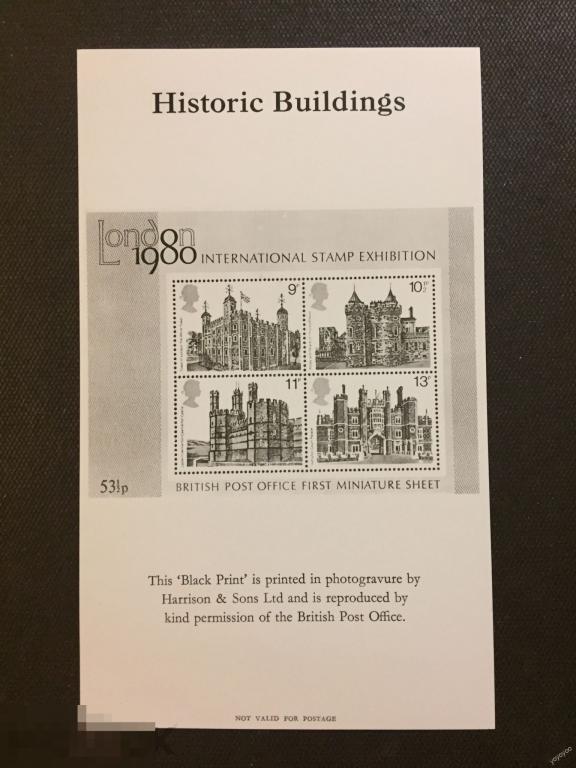 Historic Buildings
London
1980 INTERNATIONAL STAMP EXHIBITION
9P
10½P
11P
13P
53½p
BRITISH POST OFFICE FIRST MINIATURE SHEET
This ‘Black Print’ is printed in photogravure by
Harrison & Sons Ltd and is reproduced by
kind permission of the British Post Office.
NOT VALID FOR POSTAGE
yoyoyoo